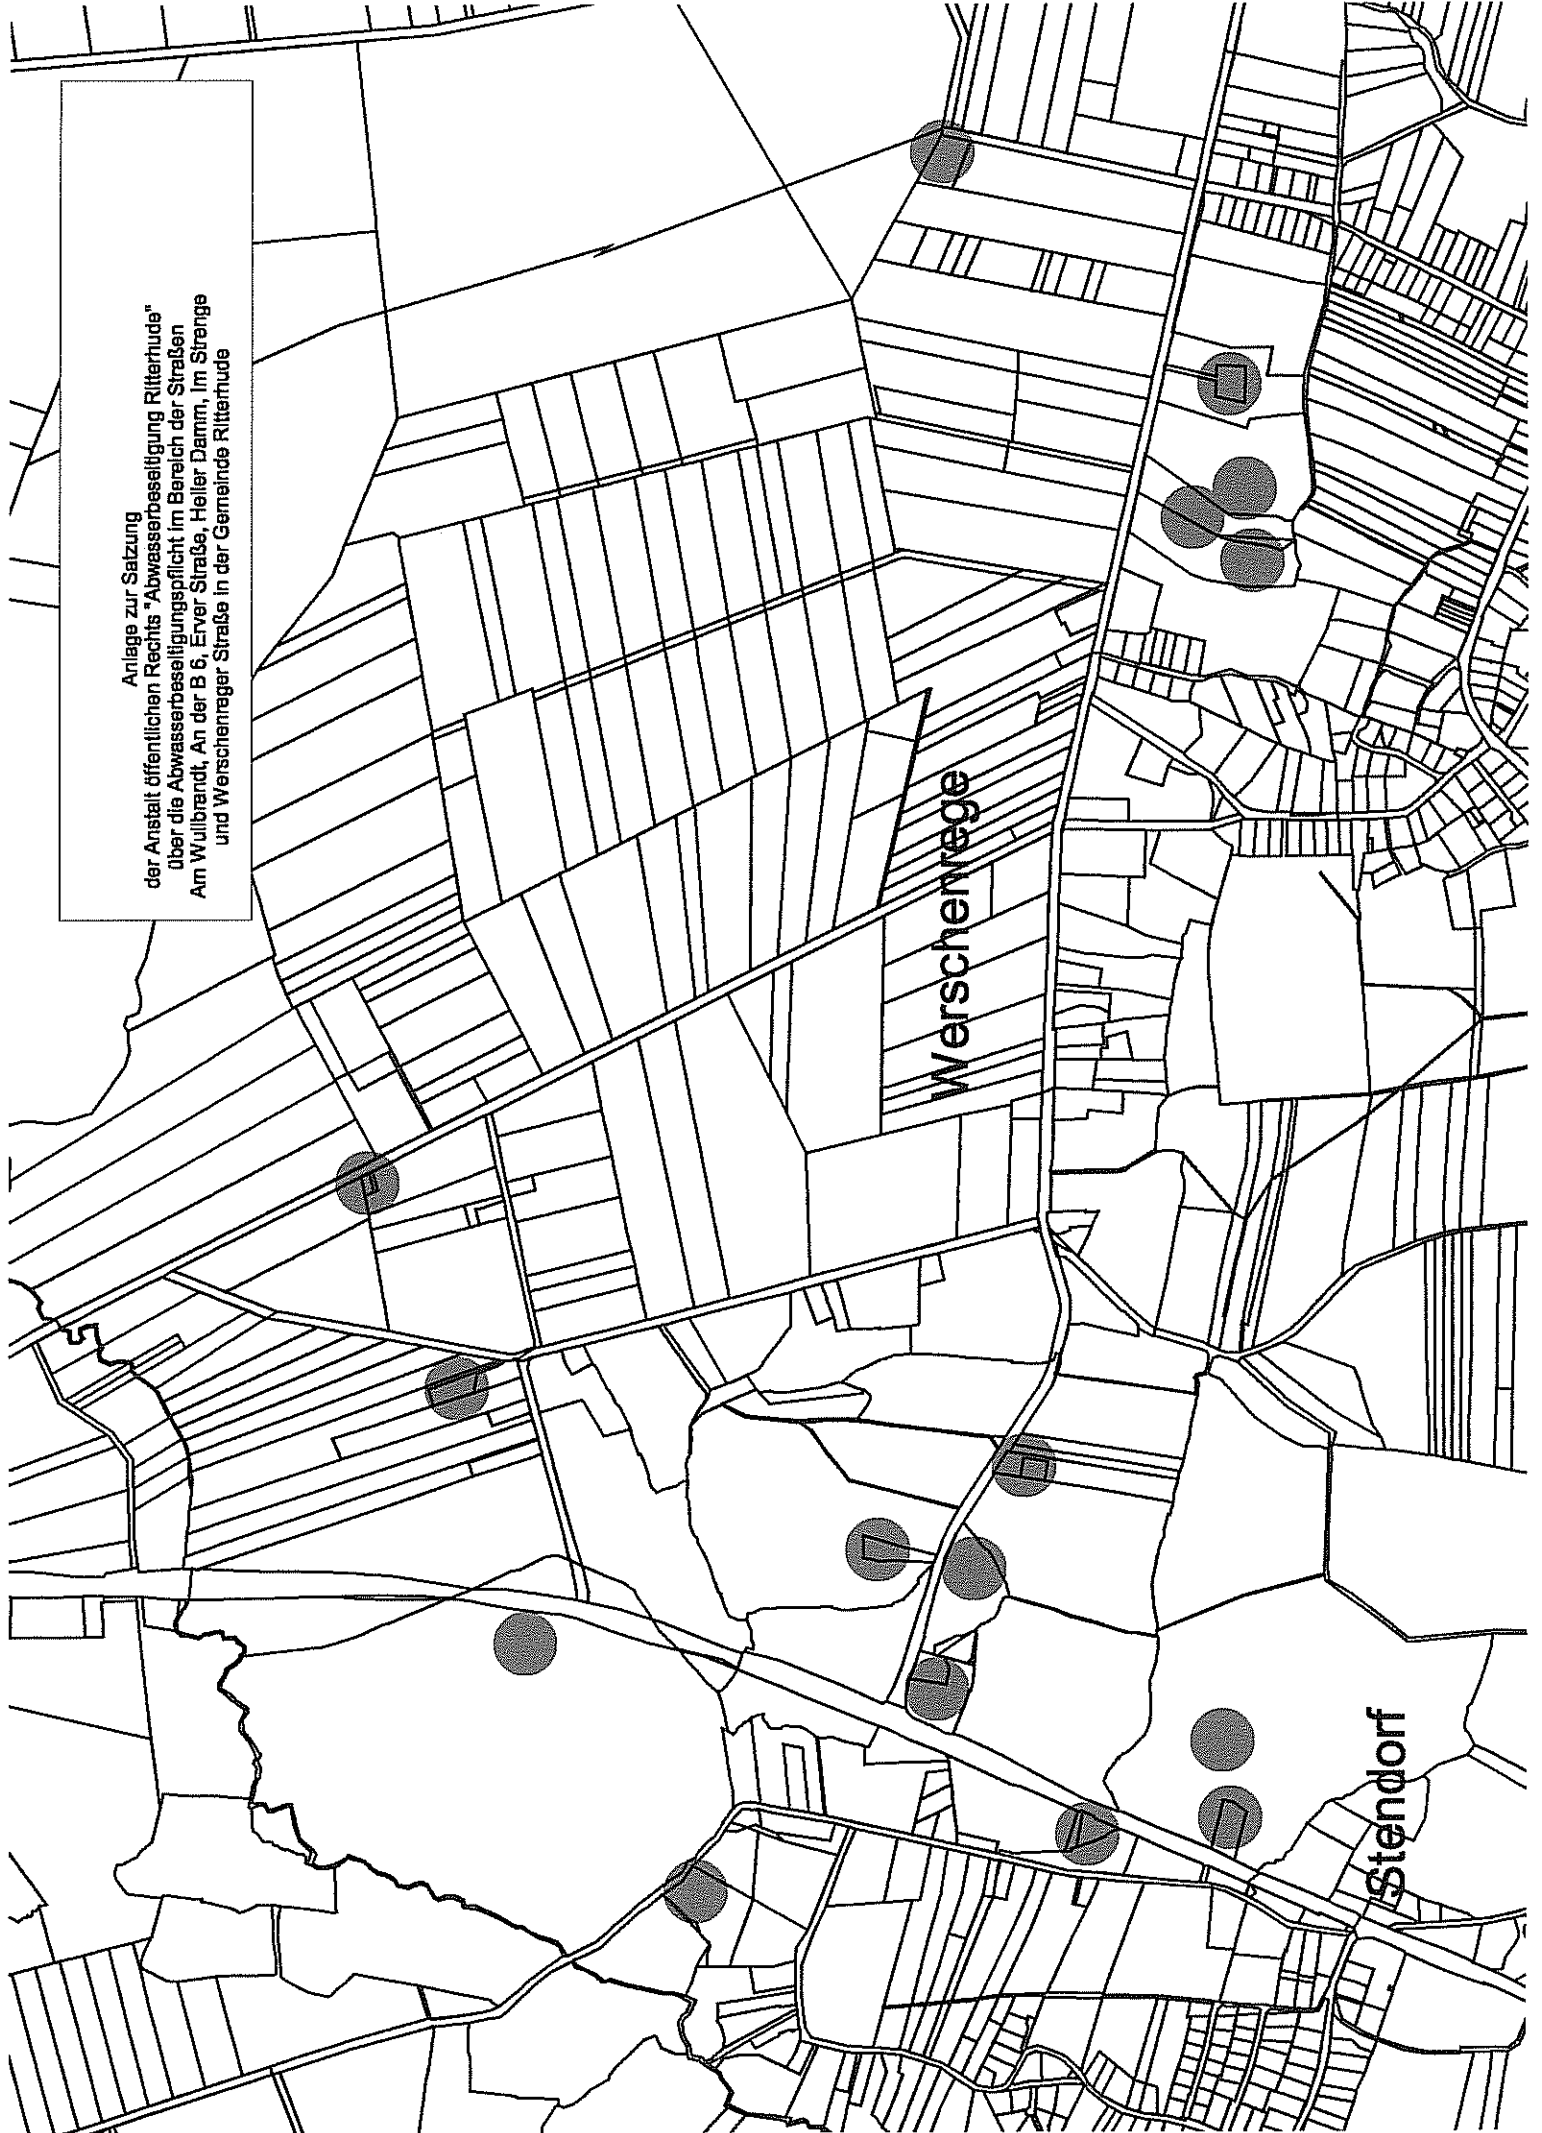 Anlage zur Satzung
der Anstalt öffentlichen Rechts "Abwasserbeseitigung Ritterhude"
über die Abwasserbeseitigungspflicht im Bereich der Straßen
Am Wullbrandt, An der B 6, Erver Straße, Heller Damm, Im Strenge
und Werschenreger Straße in der Gemeinde Ritterhude
Werschenrege
Stendorf